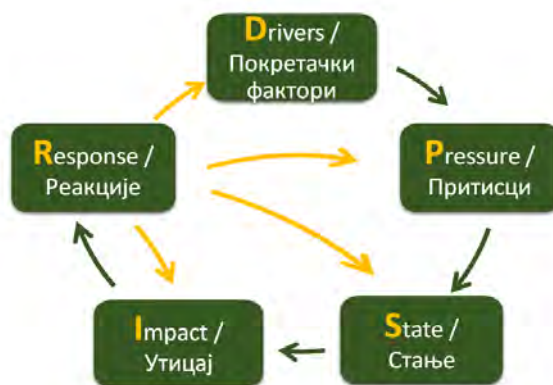 Drivers /
Покретачки
фактори
Response /
Реакције
Pressure /
Притисци
Impact /
Утицај
State /
Стање